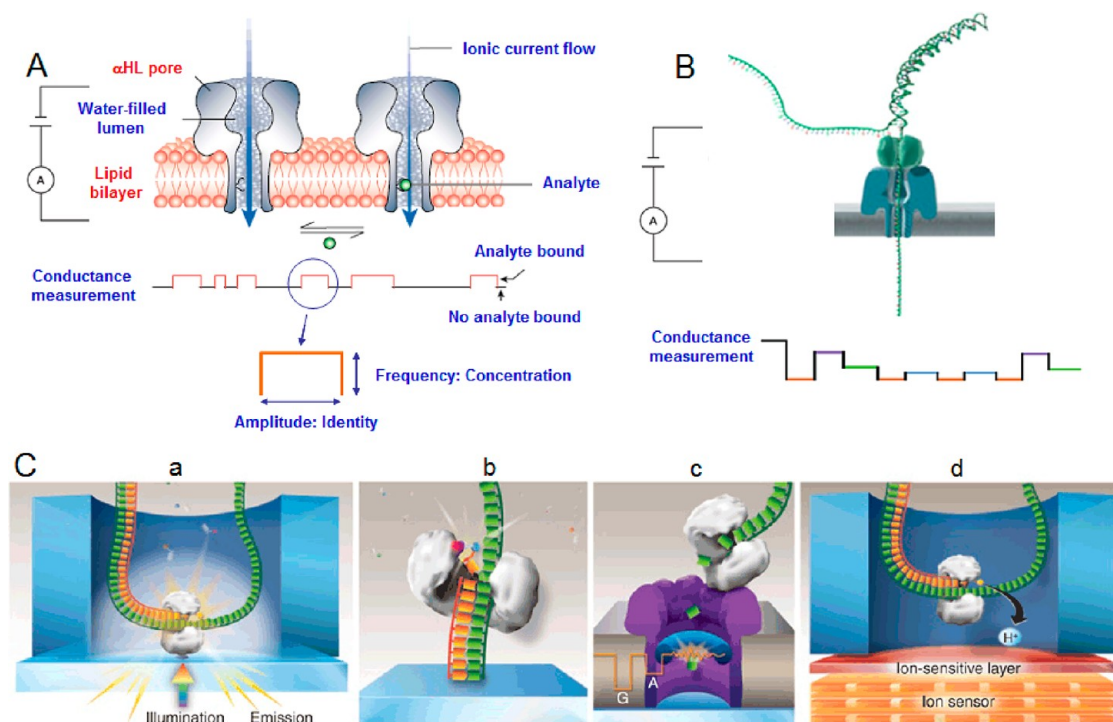 A
αHL pore
Water-filled
lumen
Lipid
bilayer
A
Ionic current flow
Analyte
Conductance
measurement
Analyte bound
No analyte bound
Frequency: Concentration
Amplitude: Identity
B
A
Conductance
measurement
C
a
b
c
d
Illumination
Emission
G
A
H+
Ion-sensitive layer
Ion sensor